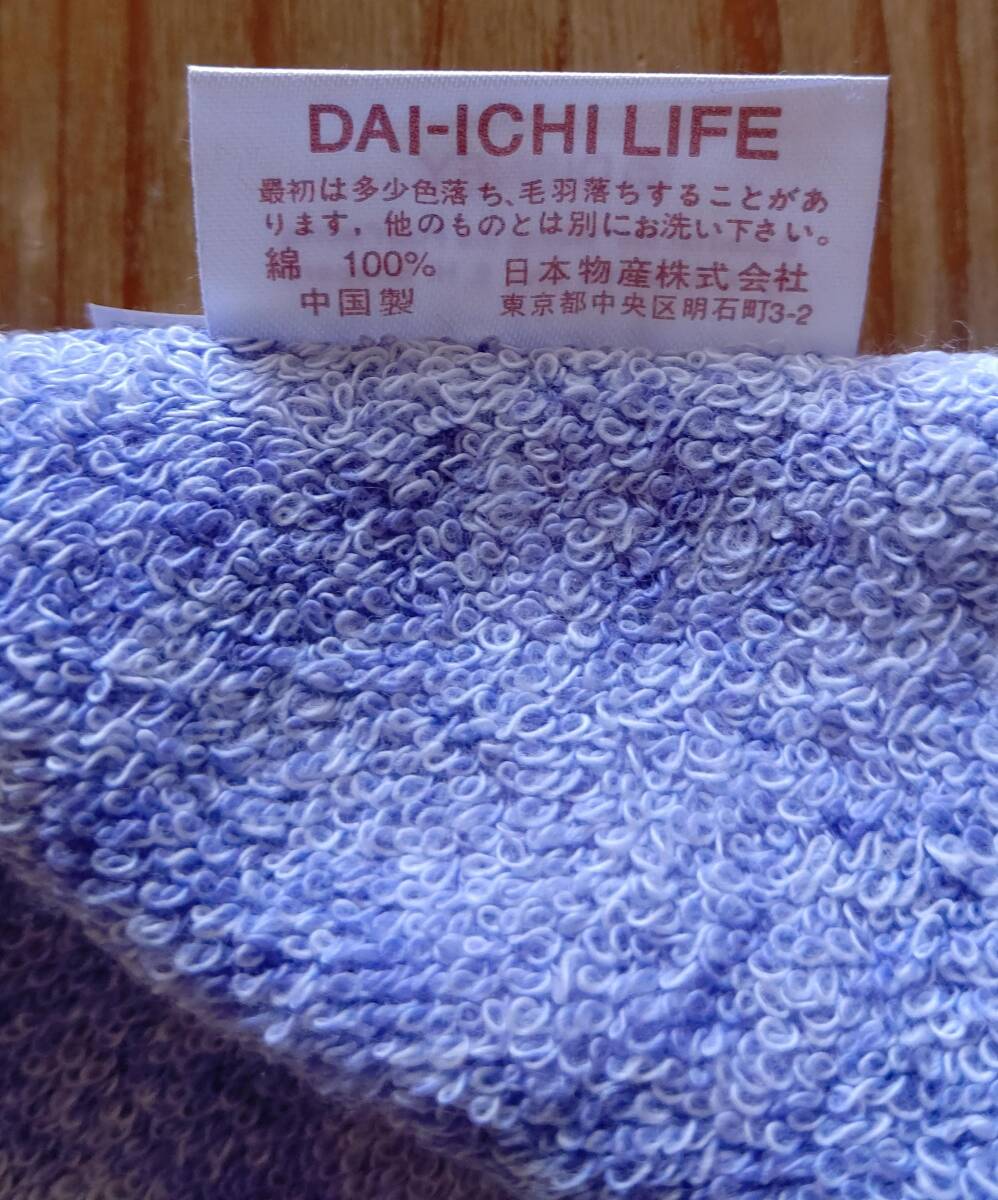 DAI-ICHI LIFE
最初は多少色落ち、毛羽落ちすることがあ
ります。他のものとは別にお洗い下さい。
綿 100% 日本物産株式会社
中国製 東京都中央区明石町3-2